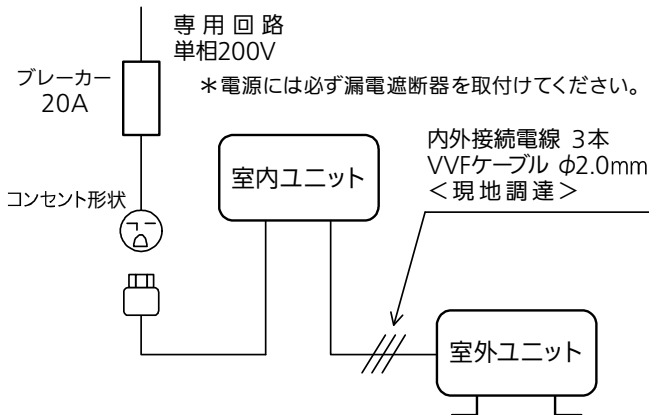 専用回路
単相200V
ブレーカー
20A
＊電源には必ず漏電遮断器を取付けてください。
内外接続電線 3本
VVFケーブル φ2.0mm
＜現地調達＞
室内ユニット
コンセント形状
室外ユニット